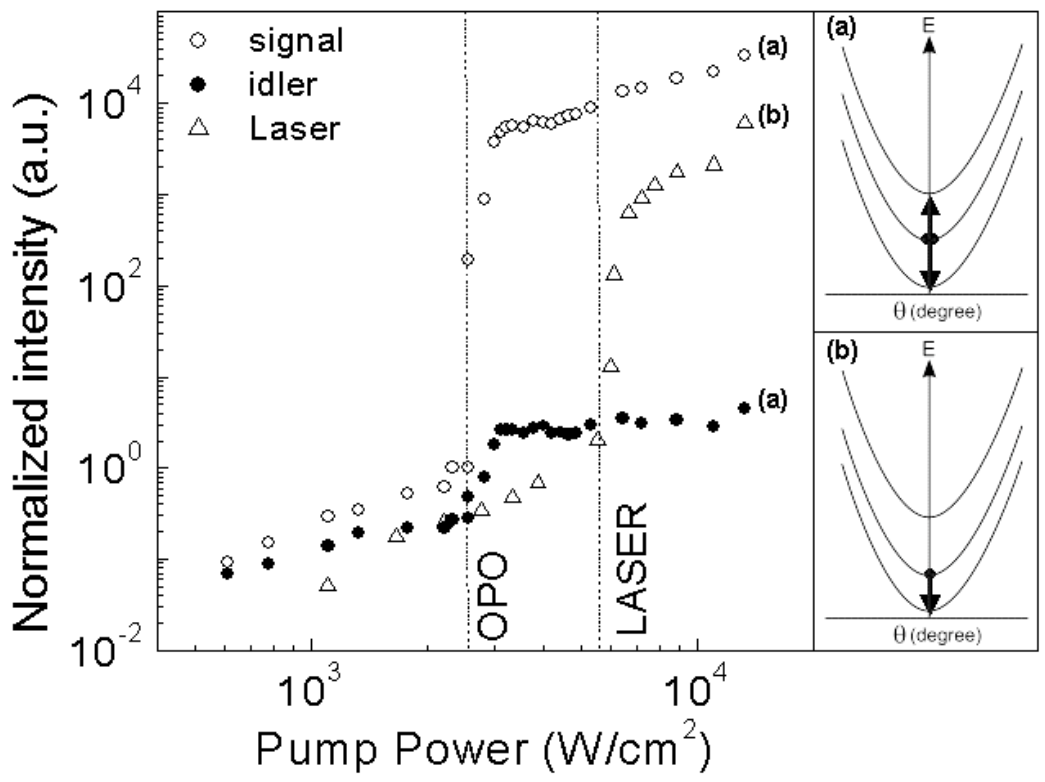 signal
idler
Laser
(a)
(b)
(a)
OPO
LASER
Normalized intensity (a.u.)
10^4
10^2
10^0
10^-2
10^3
10^4
Pump Power (W/cm^2)
(a)
E
θ (degree)
(b)
E
θ (degree)